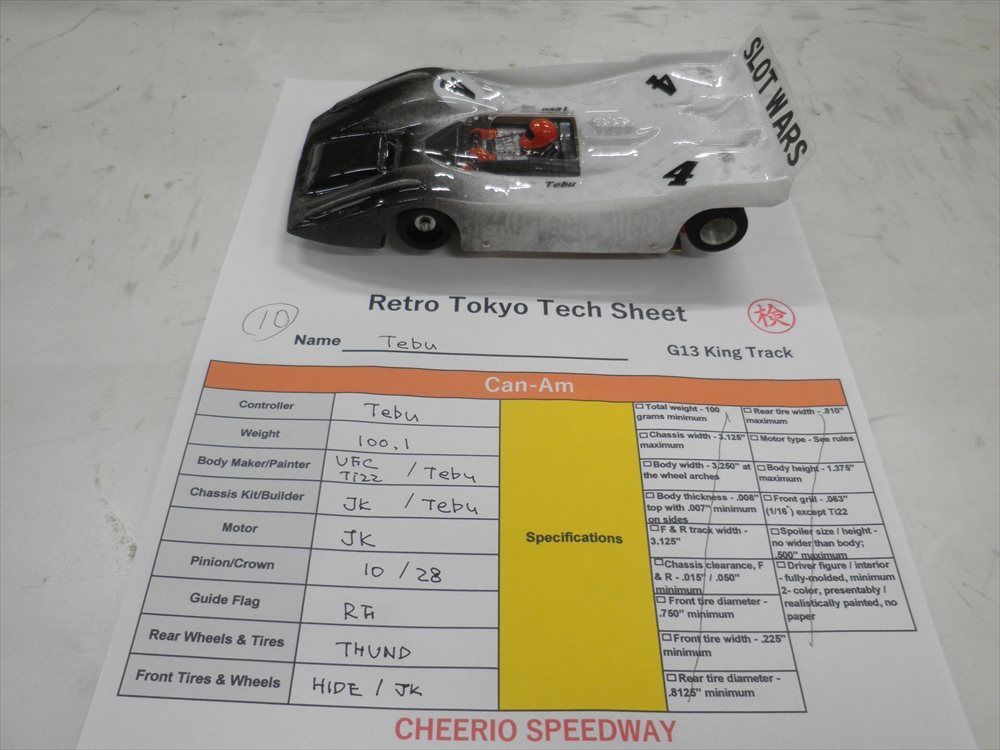 SLOT WARS
4
4
4
Tebu
Retro Tokyo Tech Sheet
検
10
Name Tebu
G13 King Track
Can-Am
Controller Tebu
Weight 100.1
Body Maker/Painter UFC Ti22 / Tebu
Chassis Kit/Builder JK / Tebu
Motor JK
Pinion/Crown 10 / 28
Guide Flag
Rear Wheels & Tires THUND
Front Tires & Wheels HIDE / JK
Specifications
Total weight - 100
grams minimum
Chassis width - 3.125"
maximum
Body width - 3.250" at
the wheel arches
Body thickness - .008"
top with .007" minimum
on sides
F & R track width -
3.125"
Chassis clearance, F
& R - .015" / .050"
minimum
Front tire diameter -
.750" minimum
Front tire width - .225"
minimum
Rear tire diameter -
.8125" minimum
Rear tire width - .810"
maximum
Motor type - See rules
Body height - 1.375"
maximum
Front grill - .063"
(1/16") except Ti22
Spoiler size / height -
no wider than body;
.500" maximum
Driver figure / interior
- fully-molded, minimum
2- color, presentably /
realistically painted, no
paper
CHEERIO SPEEDWAY